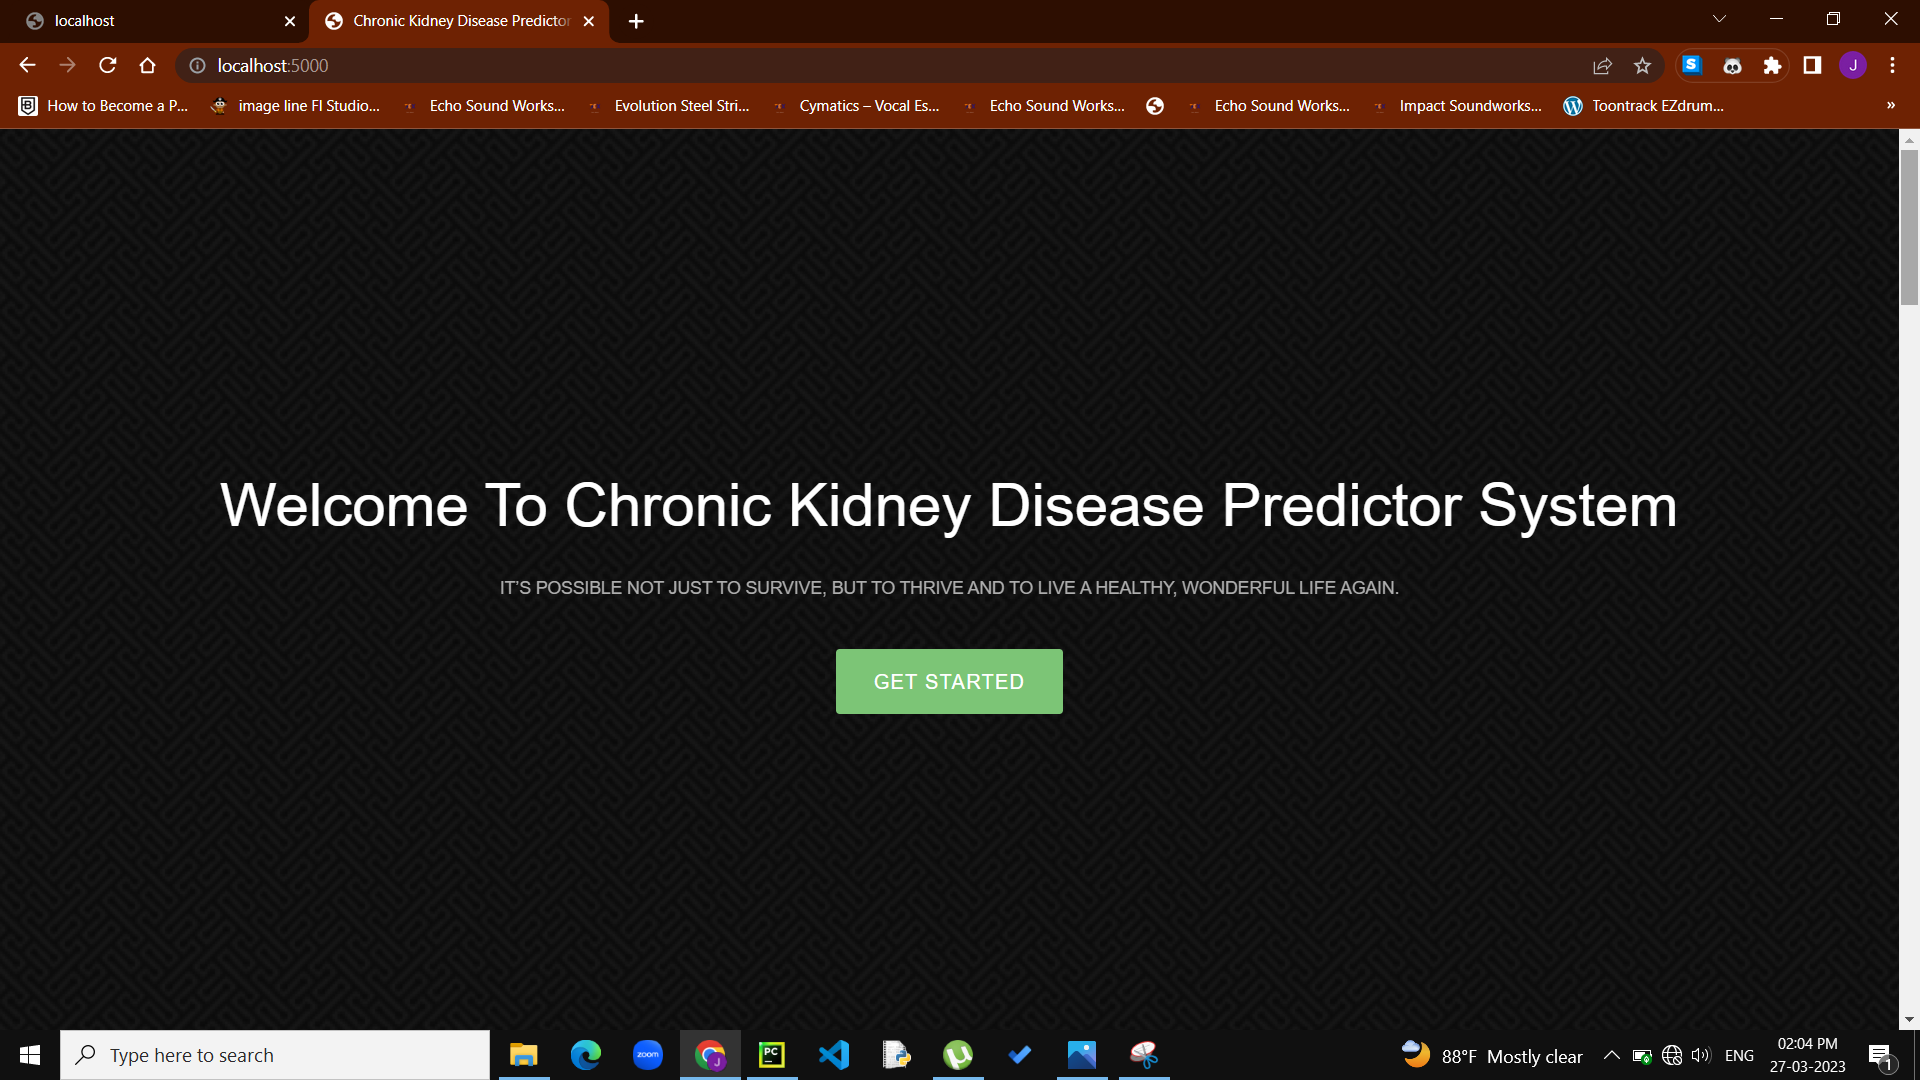 localhost
Chronic Kidney Disease Predictor
localhost:5000
S
J
How to Become a P...
image line Fl Studio...
Echo Sound Works...
Evolution Steel Stri...
Cymatics – Vocal Es...
Echo Sound Works...
Echo Sound Works...
Impact Soundworks...
Toontrack EZdrum...
»
Welcome To Chronic Kidney Disease Predictor System
IT'S POSSIBLE NOT JUST TO SURVIVE, BUT TO THRIVE AND TO LIVE A HEALTHY, WONDERFUL LIFE AGAIN.
GET STARTED
Type here to search
zoom
J
PC
88°F Mostly clear
ENG
02:04 PM
27-03-2023
1